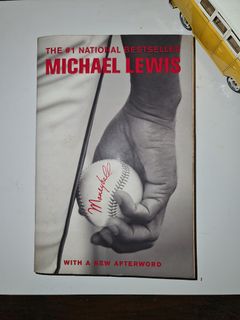 THE #1 NATIONAL BESTSELLER
MICHAEL LEWIS
Moneyball
WITH A NEW AFTERWORD